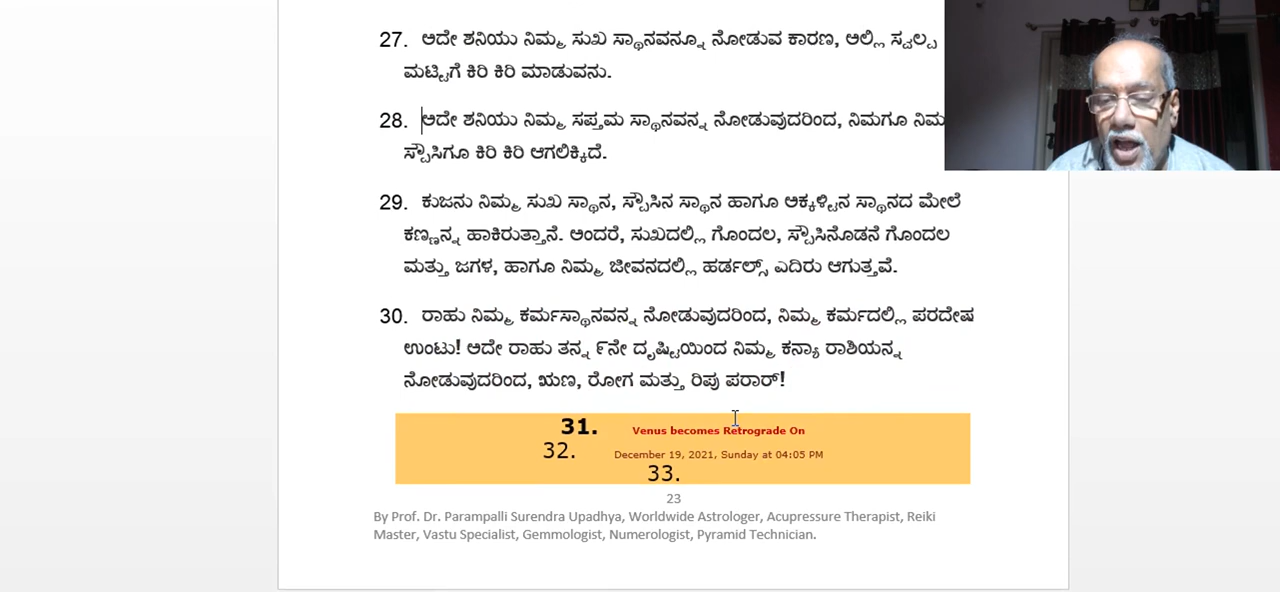 27. ಅದೇ ಶನಿಯು ನಿಮ್ಮ ಸುಖ ಸ್ಥಾನವನ್ನೂ ನೋಡುವ ಕಾರಣ, ಅಲ್ಲಿ ಸ್ವಲ್ಪ
ಮಟ್ಟಿಗೆ ಕಿರಿ ಕಿರಿ ಮಾಡುವನು.
28. ಅದೇ ಶನಿಯು ನಿಮ್ಮ ಸಪ್ತಮ ಸ್ಥಾನವನ್ನ ನೋಡುವುದರಿಂದ, ನಿಮಗೂ
ಸ್ಪೌಸಿಗೂ ಕಿರಿ ಕಿರಿ ಆಗಲಿಕ್ಕಿದೆ.
29. ಕುಜನು ನಿಮ್ಮ ಸುಖ ಸ್ಥಾನ, ಸ್ಪೌಸಿನ ಸ್ಥಾನ ಹಾಗೂ ಅಕ್ಕಳ್ಟಿನ ಸ್ಥಾನದ ಮೇಲೆ
ಕಣ್ಣನ್ನ ಹಾಕಿರುತ್ತಾನೆ. ಅಂದರೆ, ಸುಖದಲ್ಲಿ ಗೊಂದಲ, ಸ್ಪೌಸಿನೊಡನೆ ಗೊಂದಲ
ಮತ್ತು ಜಗಳ, ಹಾಗೂ ನಿಮ್ಮ ಜೀವನದಲ್ಲಿ ಹರ್ಡಲ್ಸ್ ಎದಿರು ಆಗುತ್ತವೆ.
30. ರಾಹು ನಿಮ್ಮ ಕರ್ಮಸ್ಥಾನವನ್ನ ನೋಡುವುದರಿಂದ, ನಿಮ್ಮ ಕರ್ಮದಲ್ಲಿ ಪರದೇಷ
ಉಂಟು! ಅದೇ ರಾಹು ತನ್ನ ೯ನೇ ದೃಷ್ಟಿಯಿಂದ ನಿಮ್ಮ ಕನ್ಯಾ ರಾಶಿಯನ್ನ
ನೋಡುವುದರಿಂದ, ಋಣ, ರೋಗ ಮತ್ತು ರಿಪು ಪರಾರ್!
31. Venus becomes Retrograde On
32. December 19, 2021, Sunday at 04:05 PM
33.
23
By Prof. Dr. Parampalli Surendra Upadhya, Worldwide Astrologer, Acupressure Therapist, Reiki
Master, Vastu Specialist, Gemmologist, Numerologist, Pyramid Technician.